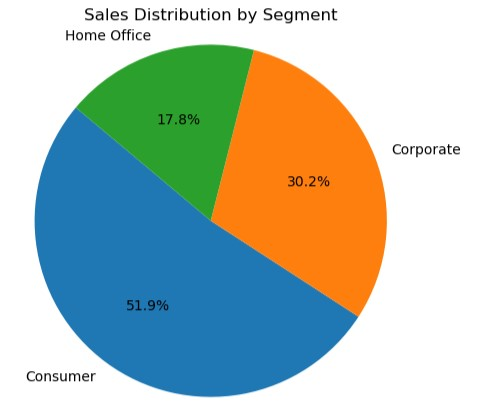 Sales Distribution by Segment
Home Office
17.8%
Corporate
30.2%
51.9%
Consumer